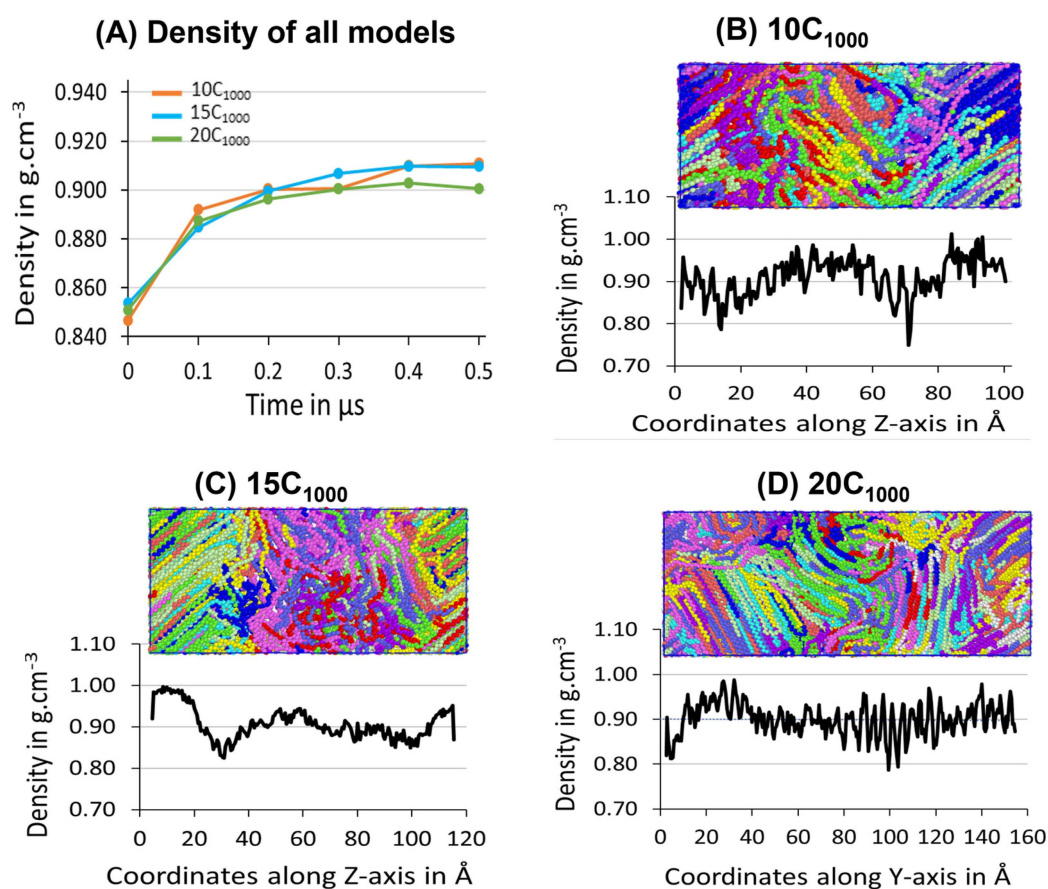 (A) Density of all models
Density in g.cm⁻³
0.940
0.920
0.900
0.880
0.860
0.840
10C₁₀₀₀
15C₁₀₀₀
20C₁₀₀₀
0 0.1 0.2 0.3 0.4 0.5
Time in µs
(B) 10C₁₀₀₀
Density in g.cm⁻³
1.10
1.00
0.90
0.80
0.70
0 20 40 60 80 100
Coordinates along Z-axis in Å
(C) 15C₁₀₀₀
Density in g.cm⁻³
1.10
1.00
0.90
0.80
0.70
0 20 40 60 80 100 120
Coordinates along Z-axis in Å
(D) 20C₁₀₀₀
Density in g.cm⁻³
1.10
1.00
0.90
0.80
0.70
0 20 40 60 80 100 120 140 160
Coordinates along Y-axis in Å